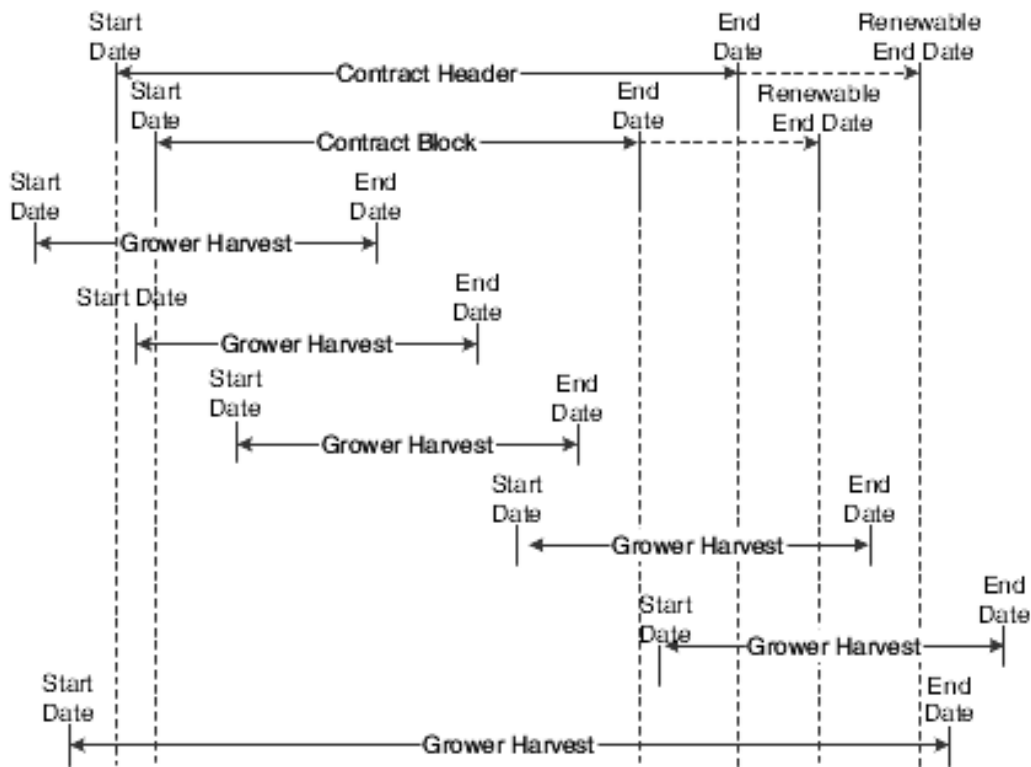 Start
Date
End
Date
Renewable
End Date
Contract Header
Start
Date
End
Date
Renewable
End Date
Contract Block
Start
Date
End
Date
Grower Harvest
Start Date
End
Date
Grower Harvest
Start
Date
End
Date
Grower Harvest
Start
Date
End
Date
Grower Harvest
Start
Date
End
Date
Grower Harvest
Start
Date
End
Date
Grower Harvest